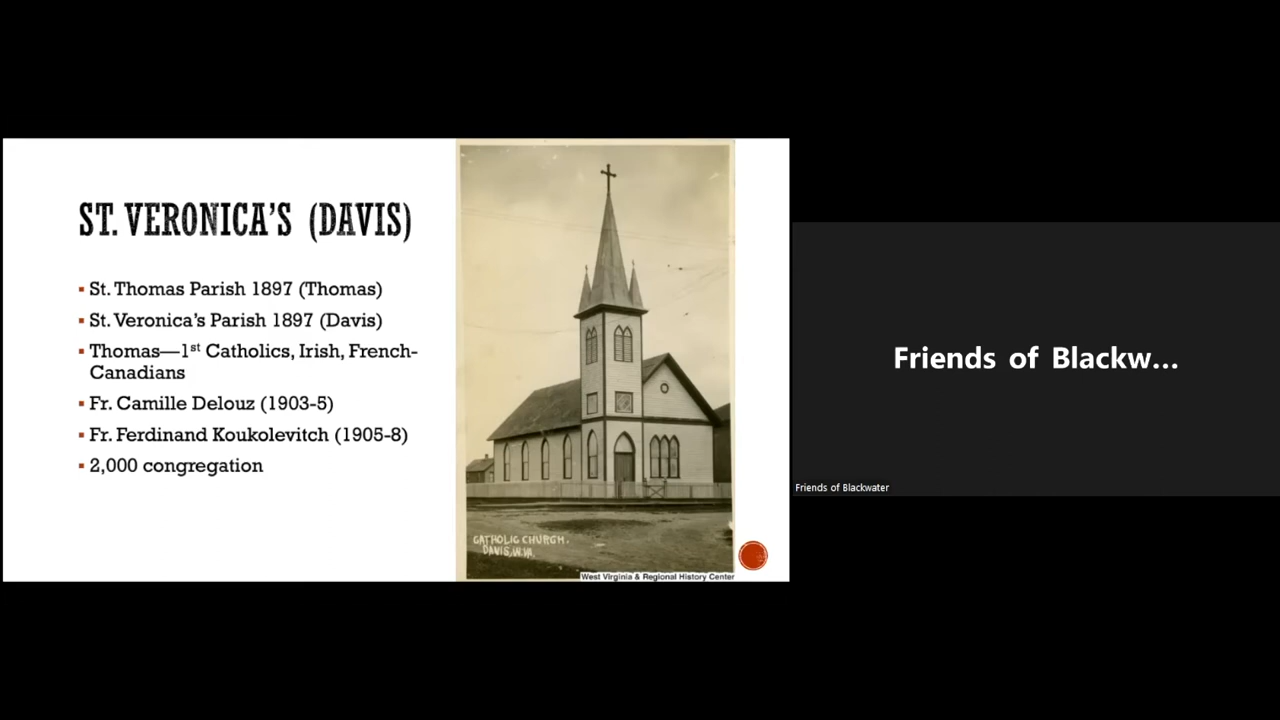 ST. VERONICA'S (DAVIS)
▪ St. Thomas Parish 1897 (Thomas)
▪ St. Veronica's Parish 1897 (Davis)
▪ Thomas—1st Catholics, Irish, French-
Canadians
▪ Fr. Camille Delouz (1903-5)
▪ Fr. Ferdinand Koukolevitch (1905-8)
▪ 2,000 congregation
CATHOLIC CHURCH.
DAVIS, W.VA.
West Virginia & Regional History Center
Friends of Blackw...
Friends of Blackwater